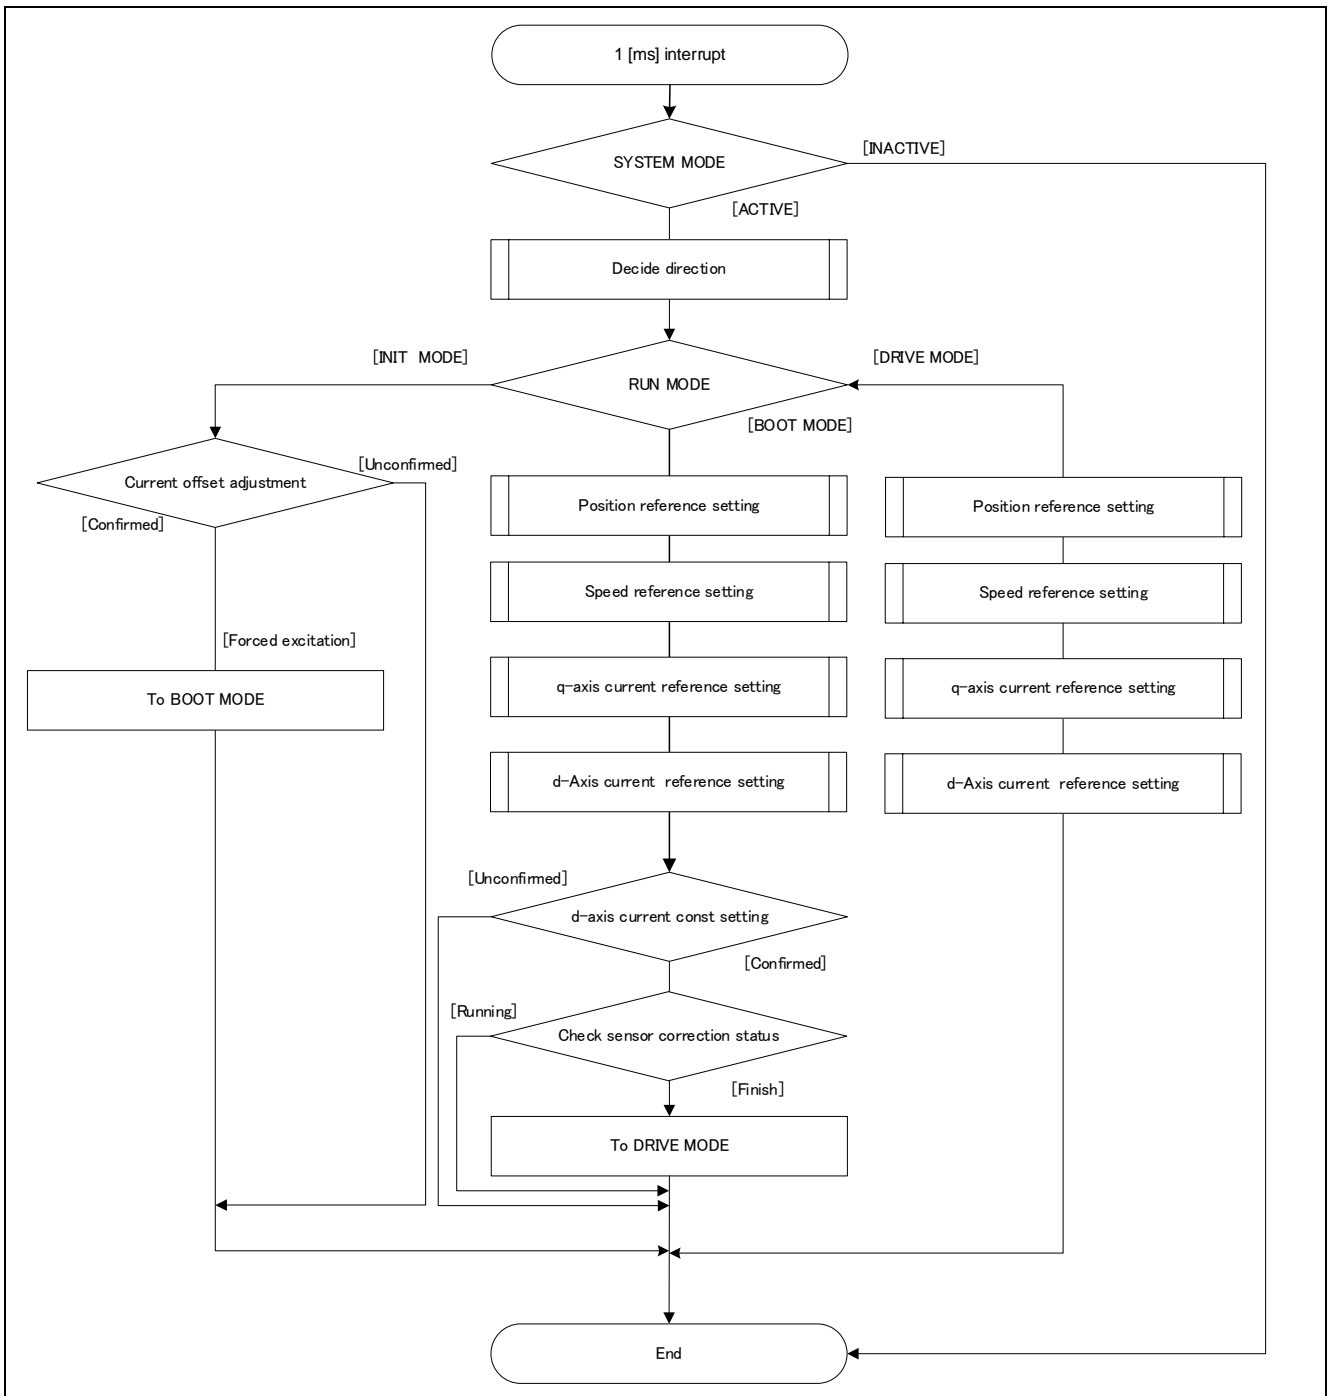 1 [ms] interrupt
SYSTEM MODE
[INACTIVE]
[ACTIVE]
Decide direction
[INIT MODE]
[DRIVE MODE]
RUN MODE
[BOOT MODE]
Current offset adjustment
[Unconfirmed]
[Confirmed]
[Forced excitation]
To BOOT MODE
Position reference setting
Speed reference setting
q-axis current reference setting
d-Axis current reference setting
Position reference setting
Speed reference setting
q-axis current reference setting
d-Axis current reference setting
[Unconfirmed]
d-axis current const setting
[Confirmed]
[Running]
Check sensor correction status
[Finish]
To DRIVE MODE
End